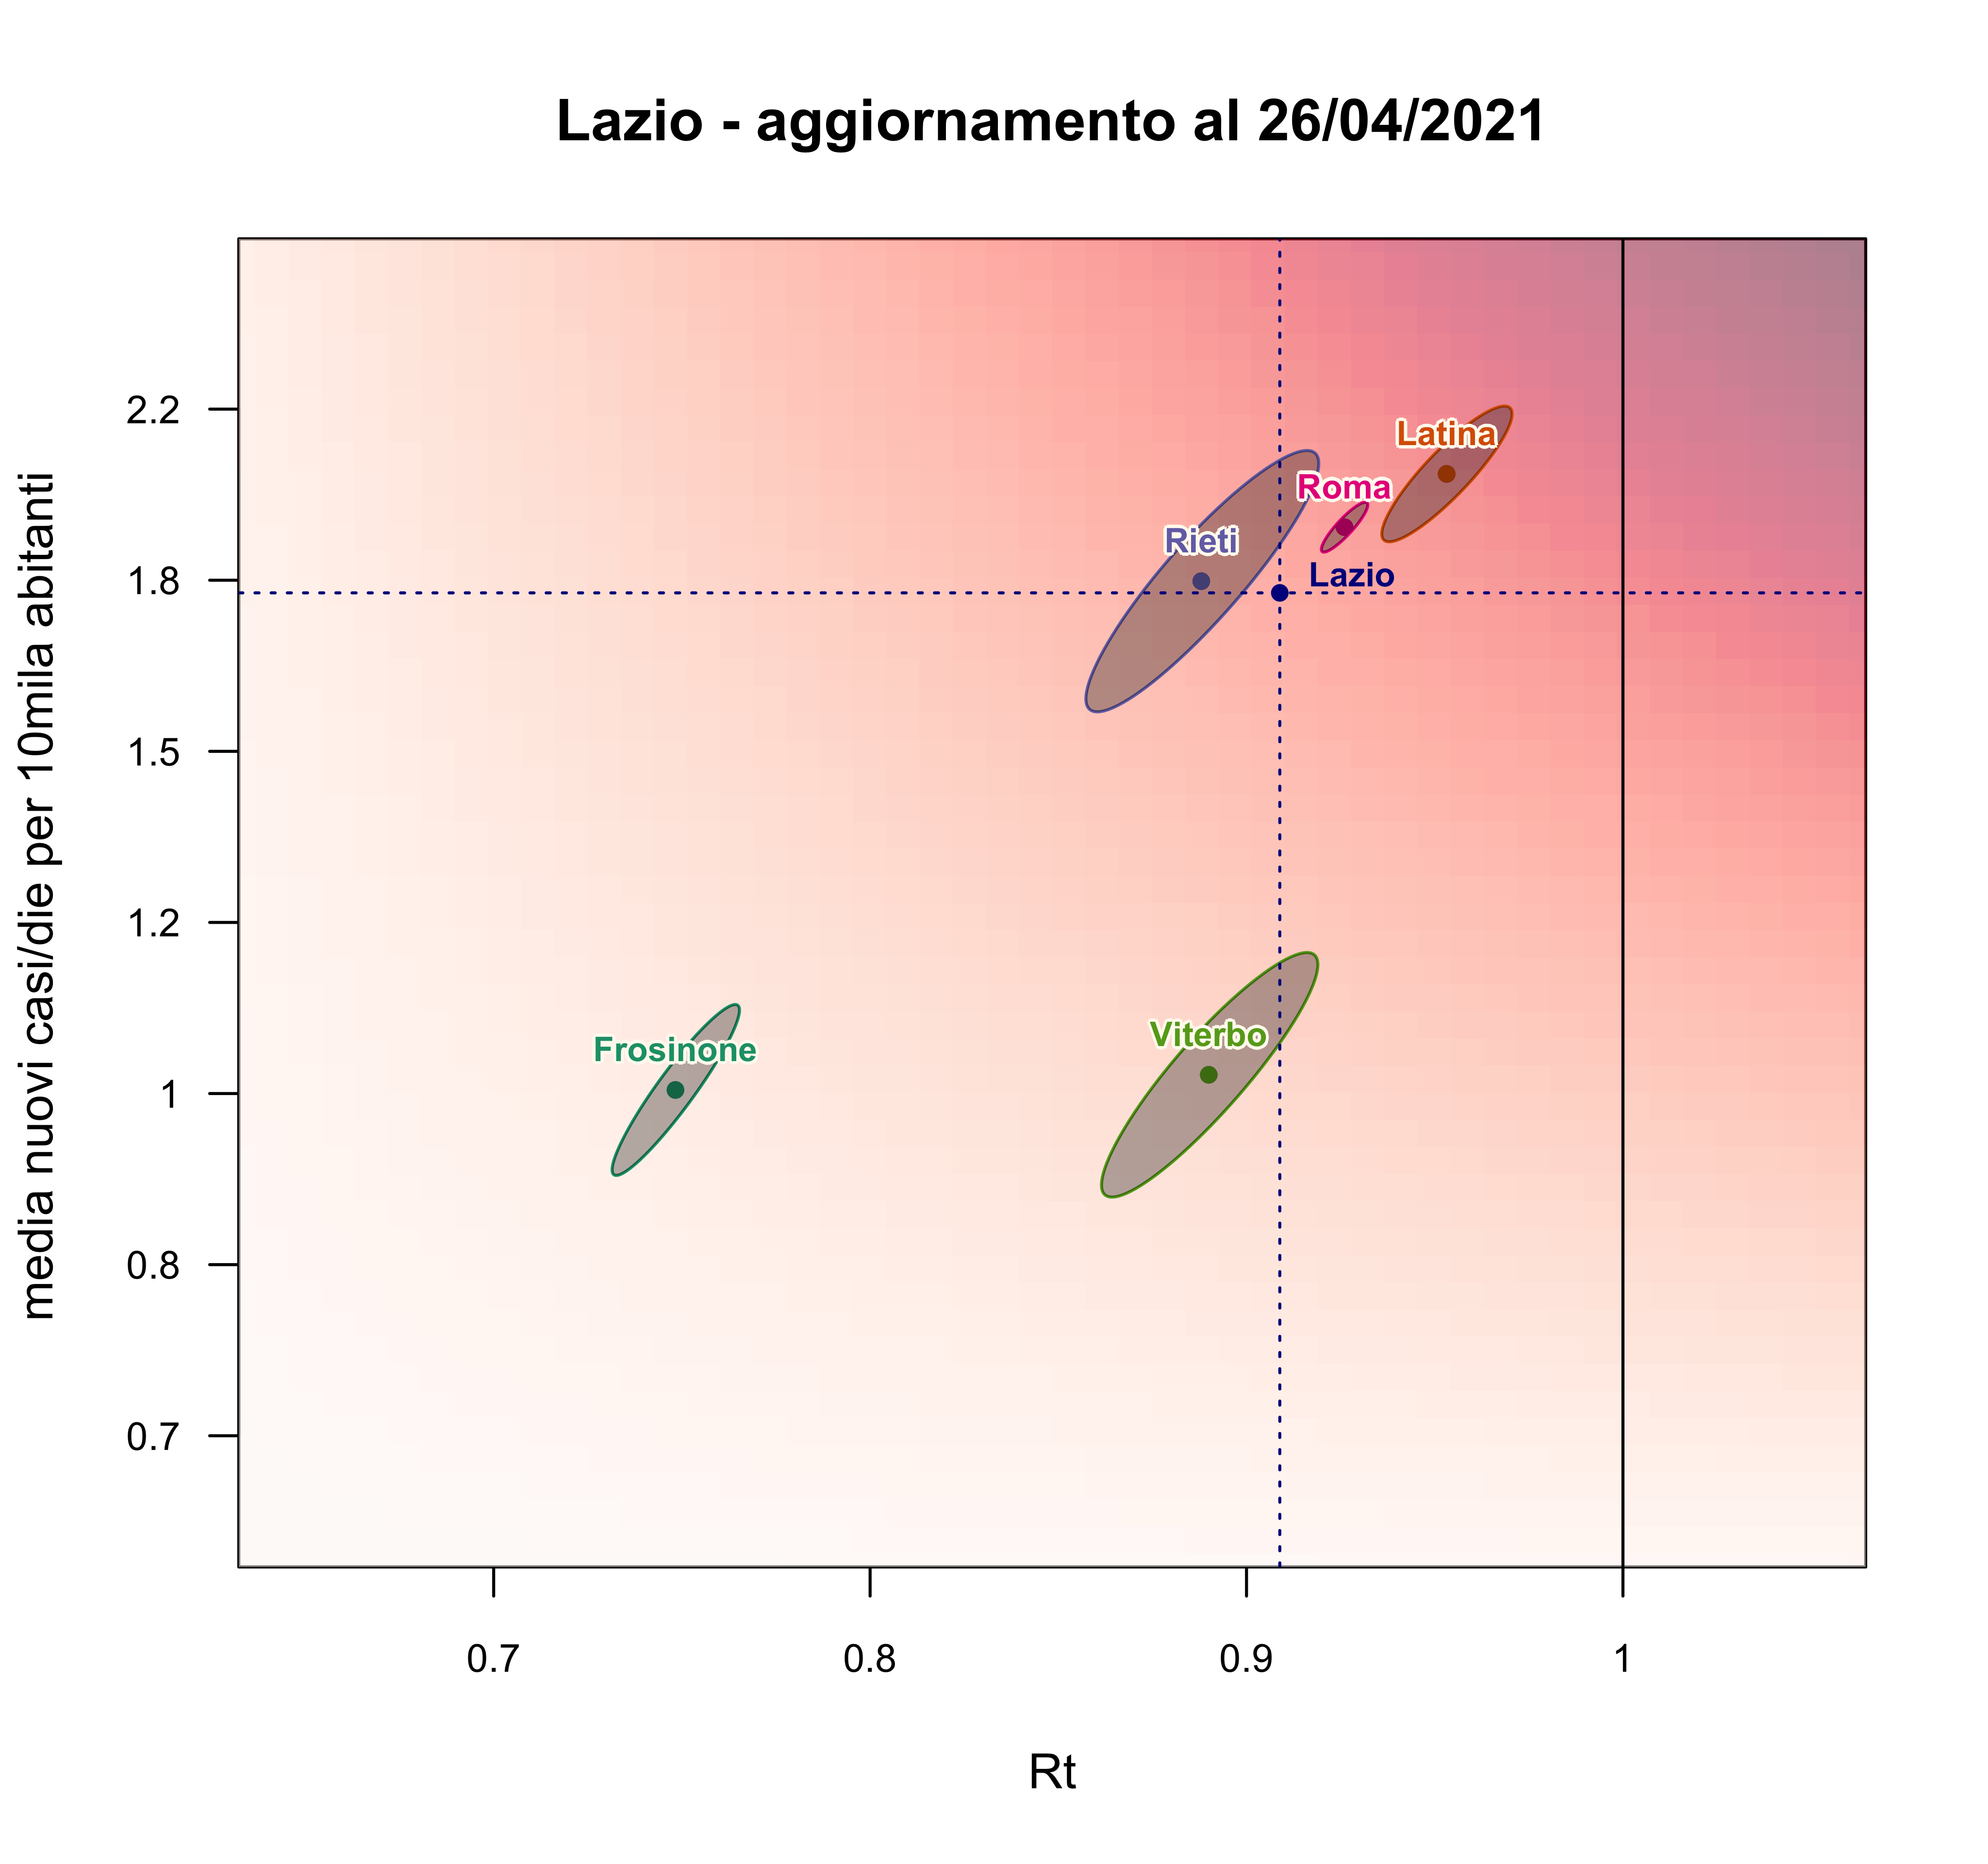 Lazio - aggiornamento al 26/04/2021
media nuovi casi/die per 10mila abitanti
2.2
1.8
1.5
1.2
1
0.8
0.7
Latina
Roma
Rieti
Lazio
Viterbo
Frosinone
0.7
0.8
0.9
1
Rt